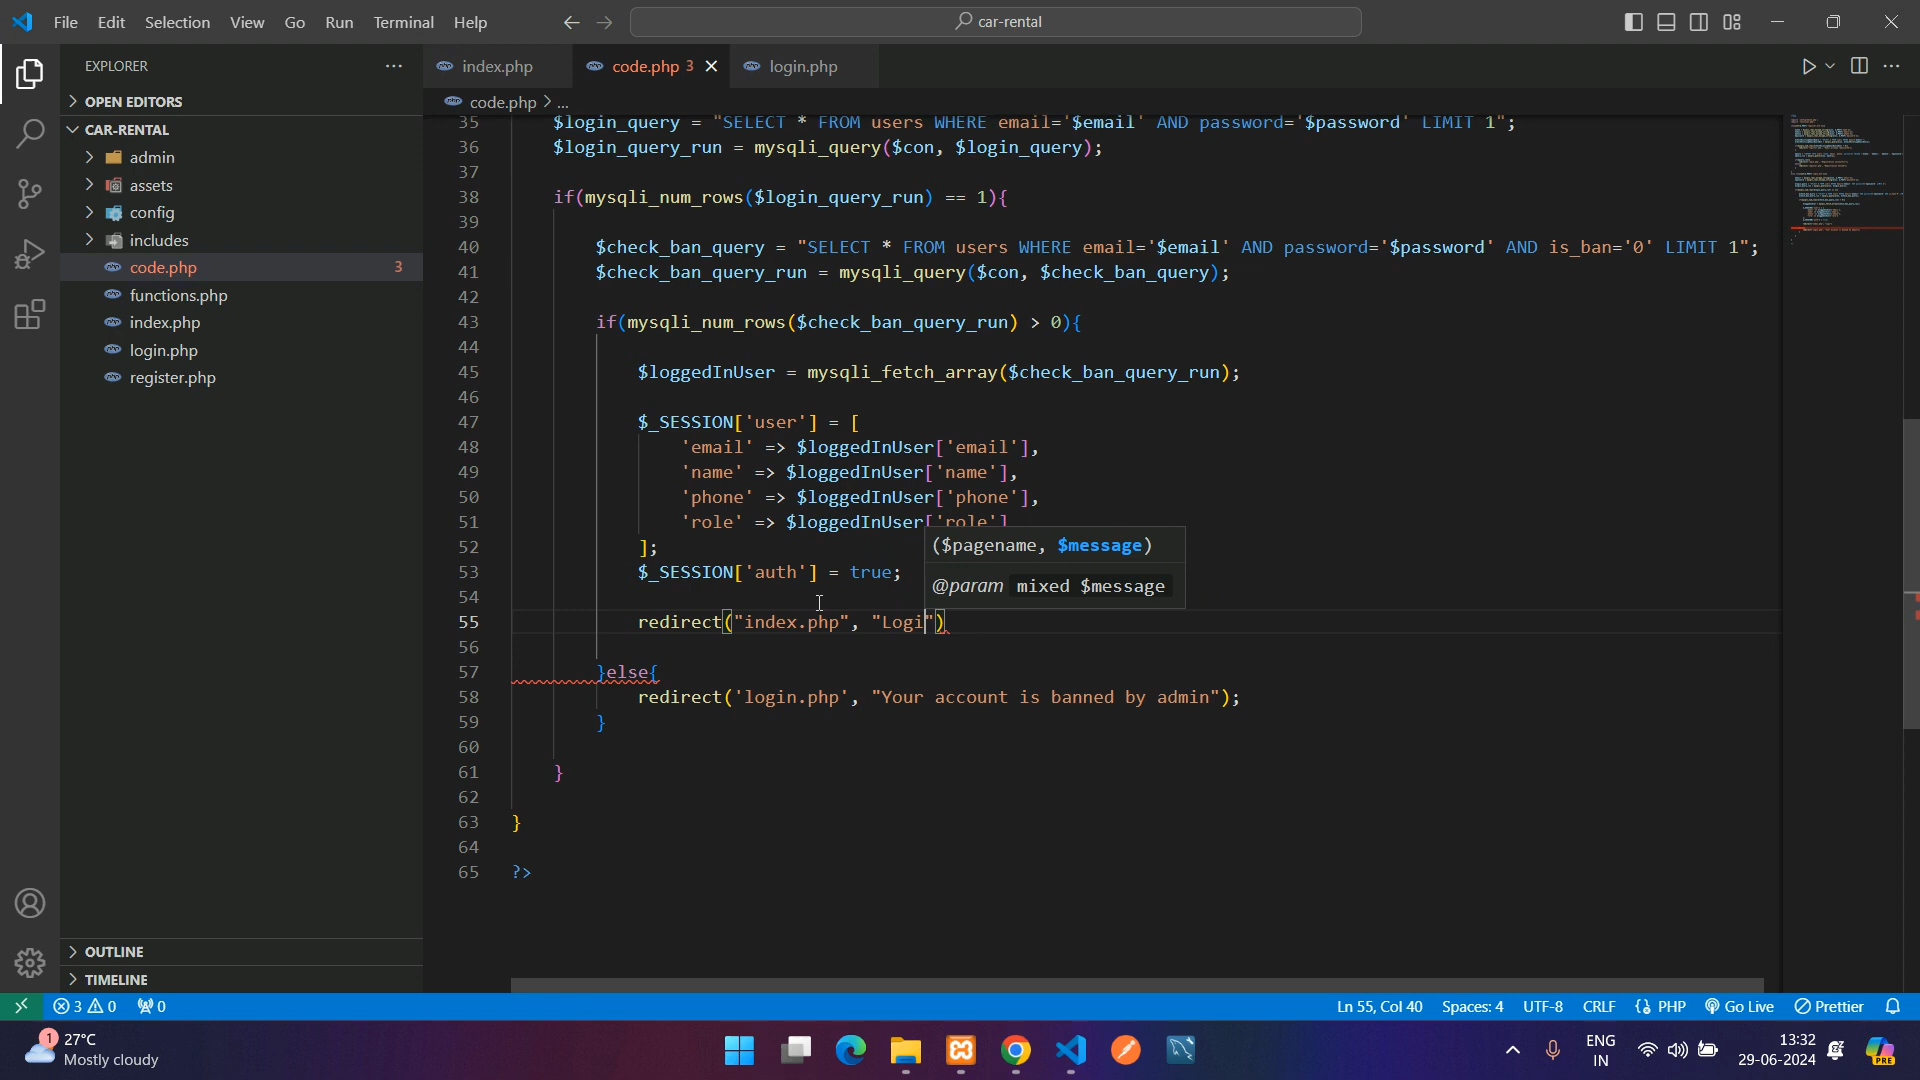 File Edit Selection View Go Run Terminal Help
car-rental
EXPLORER
OPEN EDITORS
CAR-RENTAL
admin
assets
config
includes
code.php 3
functions.php
index.php
login.php
register.php
OUTLINE
TIMELINE
index.php code.php 3 login.php
code.php > ...
35 $login_query = "SELECT * FROM users WHERE email='$email' AND password='$password' LIMIT 1";
36 $login_query_run = mysqli_query($con, $login_query);
37
38 if(mysqli_num_rows($login_query_run) == 1){
39
40 $check_ban_query = "SELECT * FROM users WHERE email='$email' AND password='$password' AND is_ban='0' LIMIT 1";
41 $check_ban_query_run = mysqli_query($con, $check_ban_query);
42
43 if(mysqli_num_rows($check_ban_query_run) > 0){
44
45 $loggedInUser = mysqli_fetch_array($check_ban_query_run);
46
47 $_SESSION['user'] = [
48 'email' => $loggedInUser['email'],
49 'name' => $loggedInUser['name'],
50 'phone' => $loggedInUser['phone'],
51 'role' => $loggedInUser['role']
52 ];
($pagename, $message)
53 $_SESSION['auth'] = true;
@param mixed $message
54
55 redirect("index.php", "Logi")
56
57 }else{
58 redirect('login.php', "Your account is banned by admin");
59 }
60
61 }
62
63 }
64
65 ?>
3 0 0
Ln 55, Col 40 Spaces: 4 UTF-8 CRLF PHP Go Live Prettier
1
27°C
Mostly cloudy
ENG
IN
13:32
29-06-2024
PRE